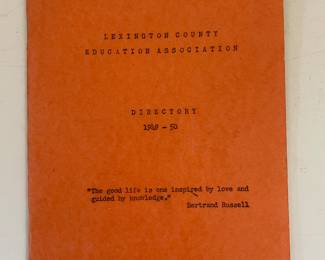 LEXINGTON COUNTY
EDUCATION ASSOCIATION
DIRECTORY
1949 - 50
"The good life is one inspired by love and
guided by knowledge."
Bertrand Russell